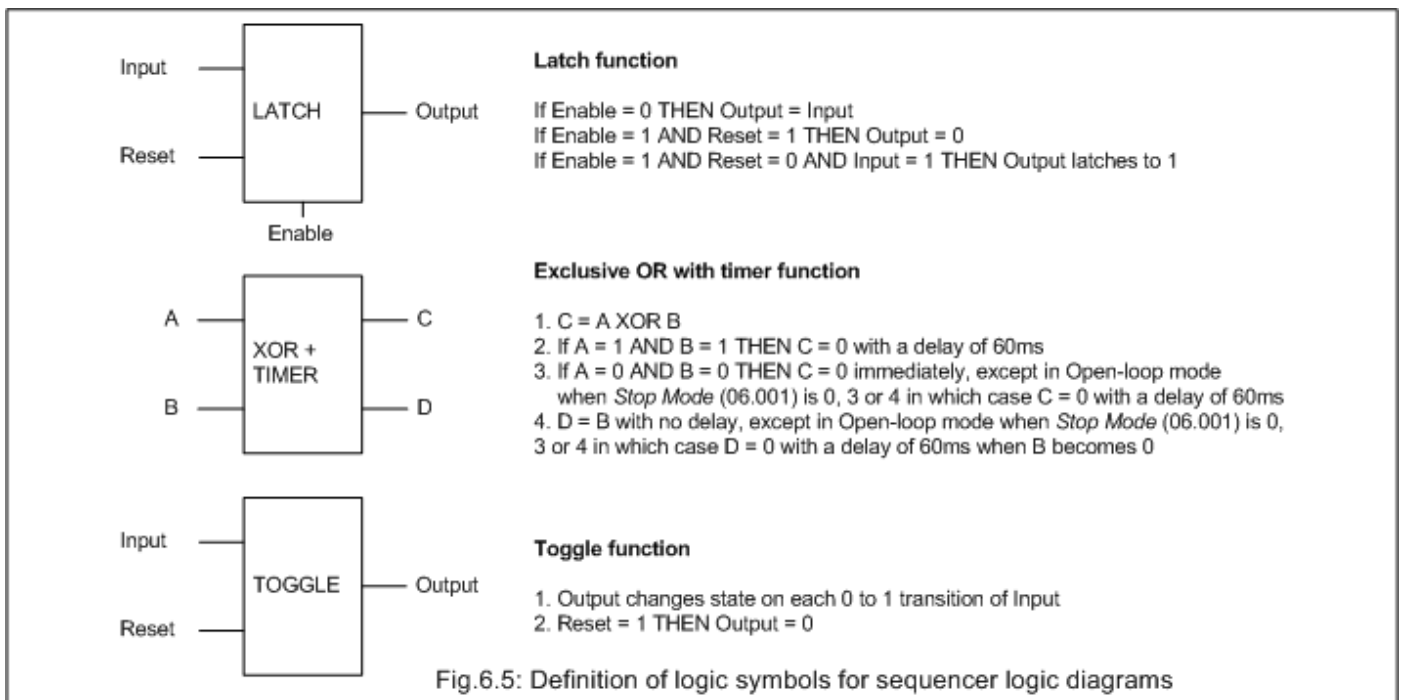 Input
Reset
LATCH
Output
Enable
Latch function
If Enable = 0 THEN Output = Input
If Enable = 1 AND Reset = 1 THEN Output = 0
If Enable = 1 AND Reset = 0 AND Input = 1 THEN Output latches to 1
A
B
XOR +
TIMER
C
D
Exclusive OR with timer function
1. C = A XOR B
2. If A = 1 AND B = 1 THEN C = 0 with a delay of 60ms
3. If A = 0 AND B = 0 THEN C = 0 immediately, except in Open-loop mode
when Stop Mode (06.001) is 0, 3 or 4 in which case C = 0 with a delay of 60ms
4. D = B with no delay, except in Open-loop mode when Stop Mode (06.001) is 0,
3 or 4 in which case D = 0 with a delay of 60ms when B becomes 0
Input
Reset
TOGGLE
Output
Toggle function
1. Output changes state on each 0 to 1 transition of Input
2. Reset = 1 THEN Output = 0
Fig.6.5: Definition of logic symbols for sequencer logic diagrams